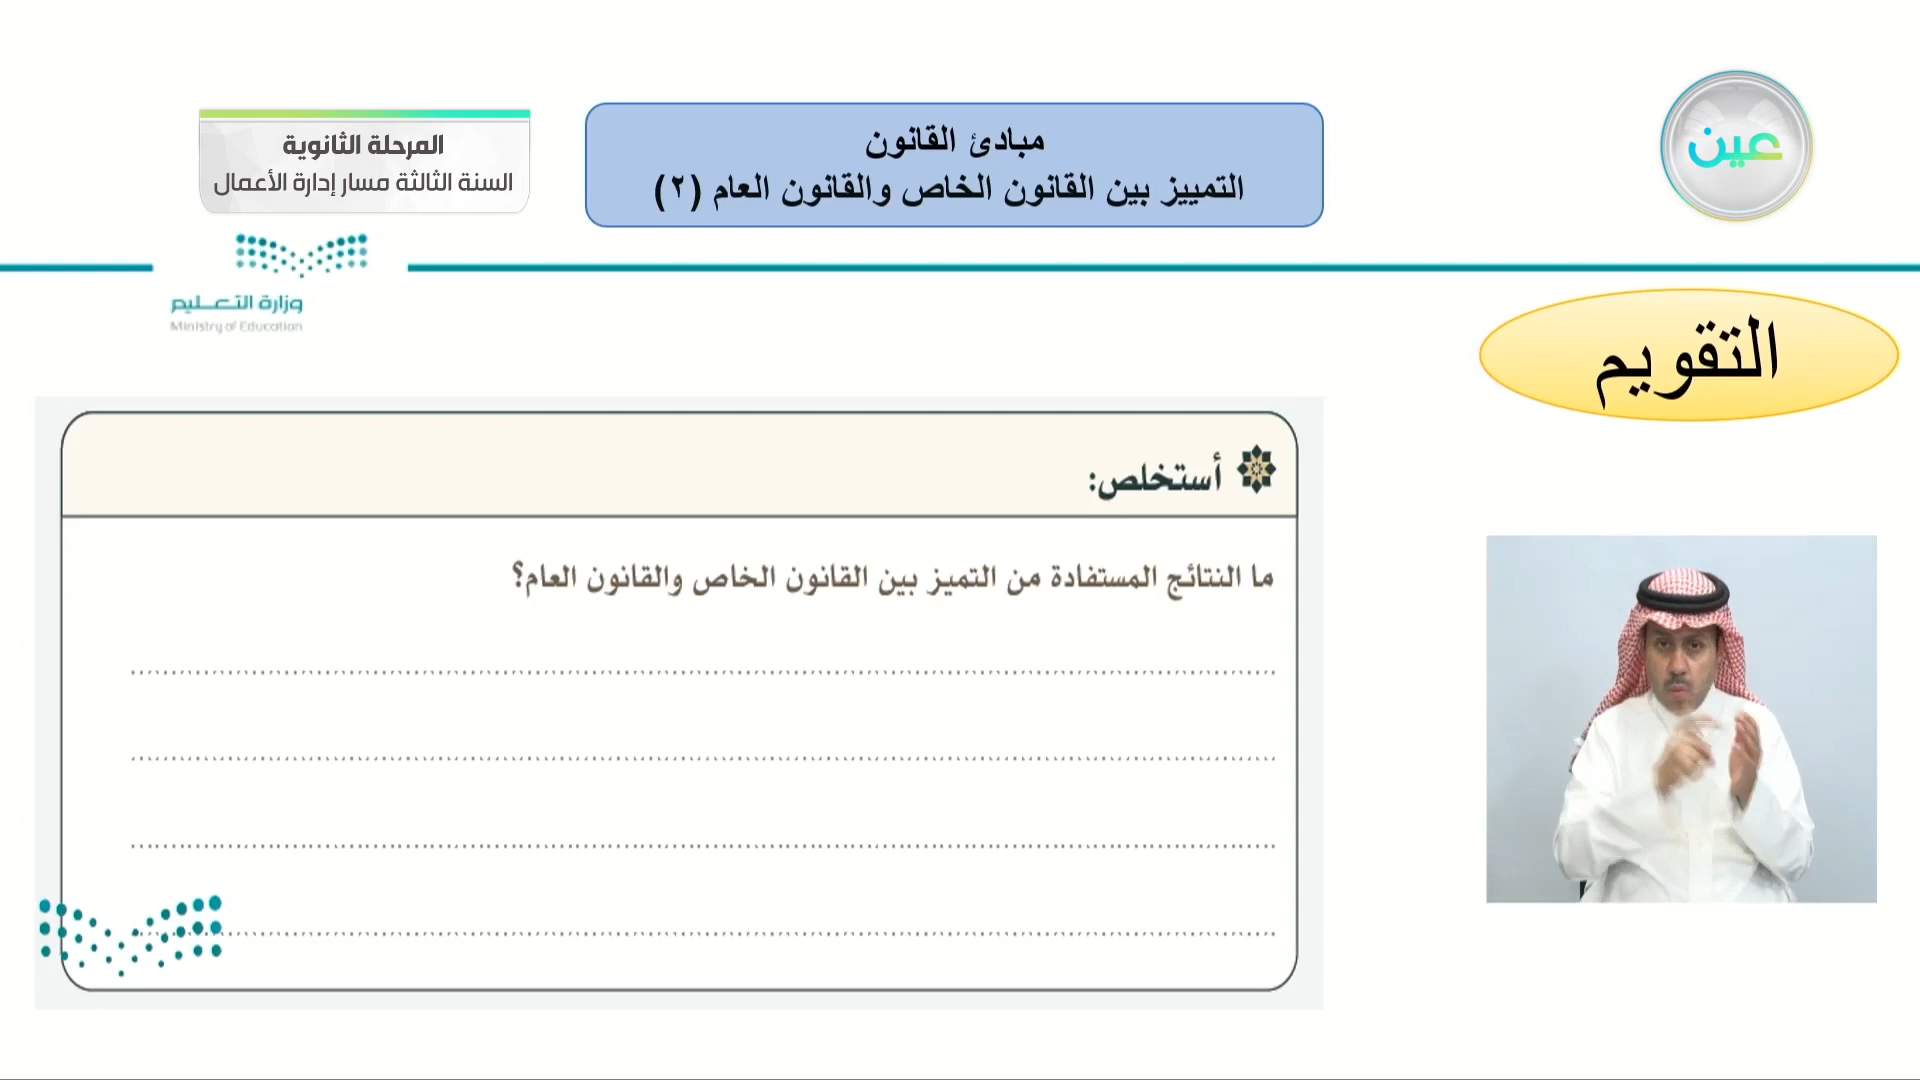 المرحلة الثانوية
السنة الثالثة مسار إدارة الأعمال
مبادئ القانون
التمييز بين القانون الخاص والقانون العام (٢)
عين
وزارة التعليم
Ministry of Education
التقويم
أستخلص:
ما النتائج المستفادة من التميز بين القانون الخاص والقانون العام؟